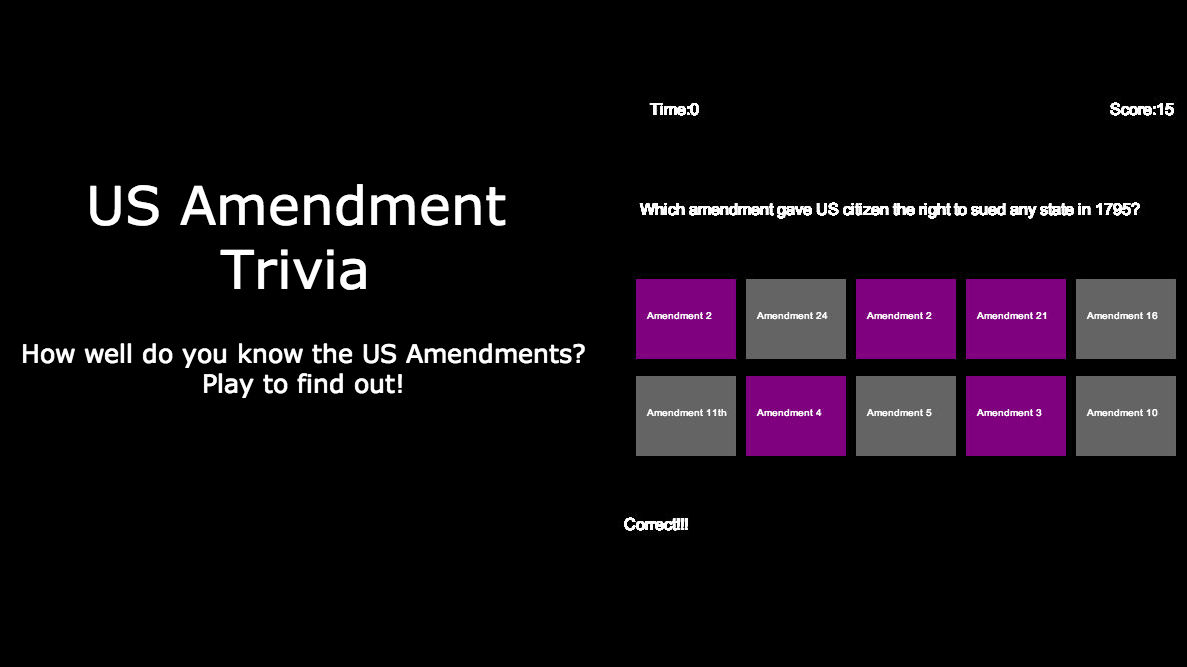 US Amendment
Trivia
How well do you know the US Amendments?
Play to find out!
Time:0
Score:15
Which amendment gave US citizen the right to sued any state in 1795?
Amendment 2
Amendment 24
Amendment 2
Amendment 21
Amendment 16
Amendment 11th
Amendment 4
Amendment 5
Amendment 3
Amendment 10
Correct!!!